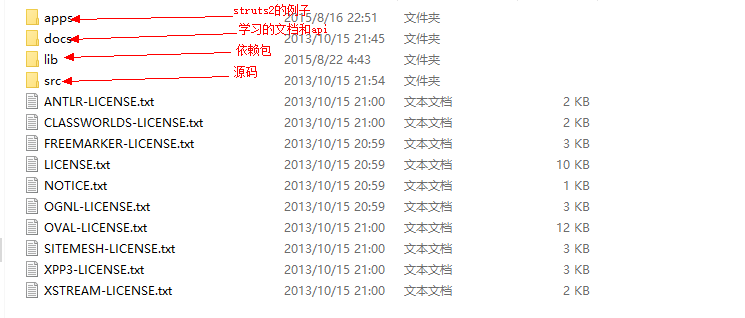 struts2的例子
apps 2015/8/16 22:51 文件夹
学习的文档和api
docs 2013/10/15 21:45 文件夹
依赖包
lib 2015/8/22 4:43 文件夹
源码
src 2013/10/15 21:54 文件夹
ANTLR-LICENSE.txt 2013/10/15 21:00 文本文档 2 KB
CLASSWORLDS-LICENSE.txt 2013/10/15 21:00 文本文档 2 KB
FREEMARKER-LICENSE.txt 2013/10/15 20:59 文本文档 3 KB
LICENSE.txt 2013/10/15 20:59 文本文档 10 KB
NOTICE.txt 2013/10/15 20:59 文本文档 1 KB
OGNL-LICENSE.txt 2013/10/15 20:59 文本文档 3 KB
OVAL-LICENSE.txt 2013/10/15 21:00 文本文档 12 KB
SITEMESH-LICENSE.txt 2013/10/15 21:00 文本文档 3 KB
XPP3-LICENSE.txt 2013/10/15 21:00 文本文档 3 KB
XSTREAM-LICENSE.txt 2013/10/15 21:00 文本文档 2 KB